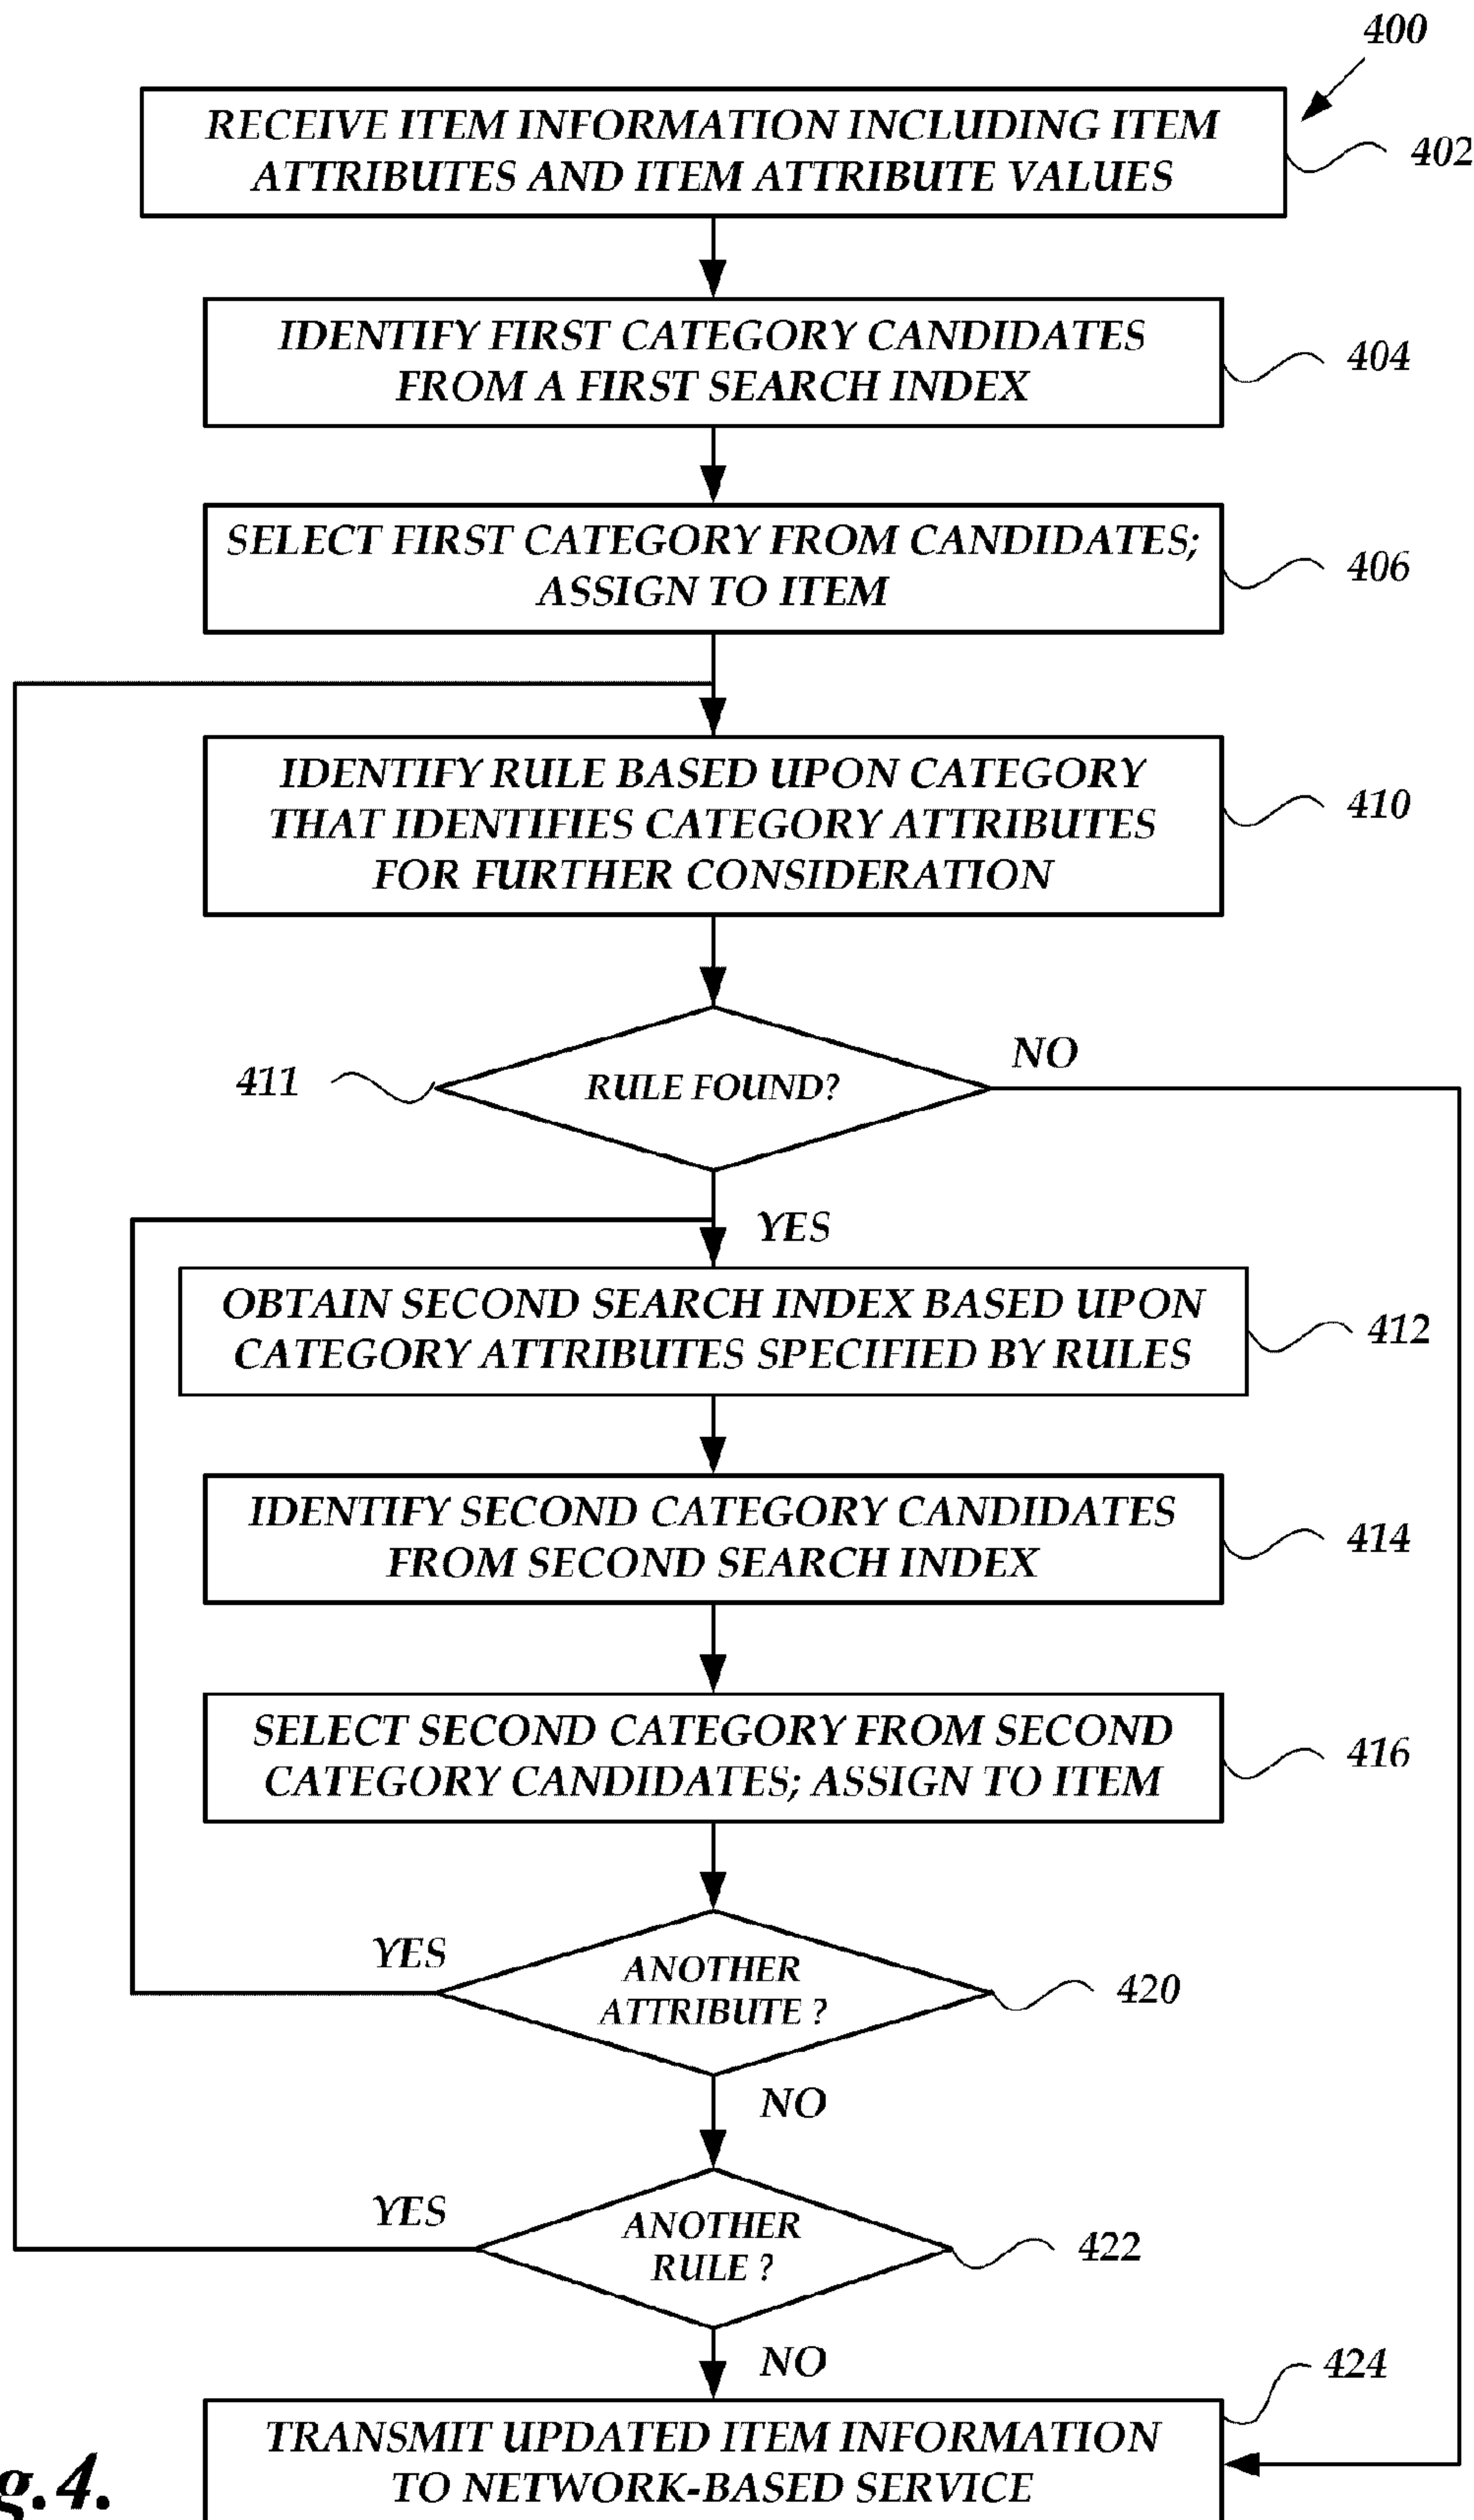 400
RECEIVE ITEM INFORMATION INCLUDING ITEM
ATTRIBUTES AND ITEM ATTRIBUTE VALUES
402
IDENTIFY FIRST CATEGORY CANDIDATES
FROM A FIRST SEARCH INDEX
404
SELECT FIRST CATEGORY FROM CANDIDATES;
ASSIGN TO ITEM
406
IDENTIFY RULE BASED UPON CATEGORY
THAT IDENTIFIES CATEGORY ATTRIBUTES
FOR FURTHER CONSIDERATION
410
411
RULE FOUND?
NO
YES
OBTAIN SECOND SEARCH INDEX BASED UPON
CATEGORY ATTRIBUTES SPECIFIED BY RULES
412
IDENTIFY SECOND CATEGORY CANDIDATES
FROM SECOND SEARCH INDEX
414
SELECT SECOND CATEGORY FROM SECOND
CATEGORY CANDIDATES; ASSIGN TO ITEM
416
YES
ANOTHER
ATTRIBUTE ?
420
NO
YES
ANOTHER
RULE ?
422
NO
424
TRANSMIT UPDATED ITEM INFORMATION
TO NETWORK-BASED SERVICE
g.4.